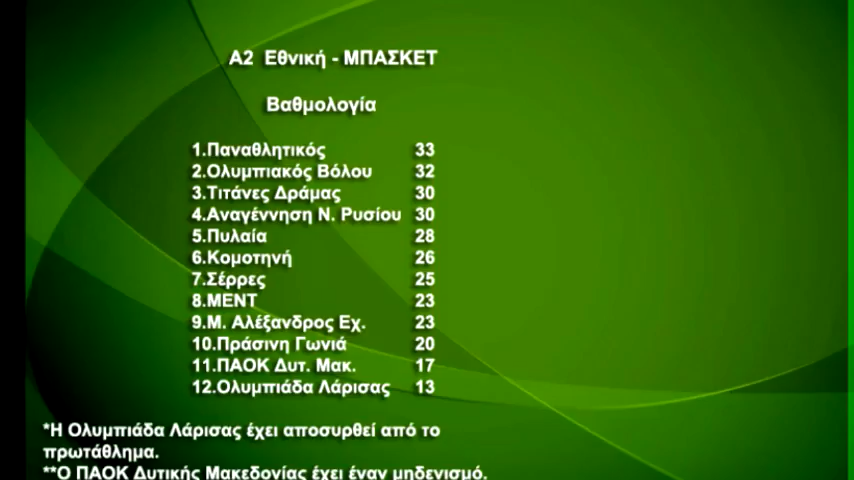 Α2 Εθνική - ΜΠΑΣΚΕΤ
Βαθμολογία
1.Παναθλητικός 33
2.Ολυμπιακός Βόλου 32
3.Τιτάνες Δράμας 30
4.Αναγέννηση Ν. Ρυσίου 30
5.Πυλαία 28
6.Κομοτηνή 26
7.Σέρρες 25
8.ΜΕΝΤ 23
9.Μ. Αλέξανδρος Εχ. 23
10.Πράσινη Γωνιά 20
11.ΠΑΟΚ Δυτ. Μακ. 17
12.Ολυμπιάδα Λάρισας 13
*Η Ολυμπιάδα Λάρισας έχει αποσυρθεί από το
πρωτάθλημα.
**Ο ΠΑΟΚ Δυτικής Μακεδονίας έχει έναν μηδενισμό.